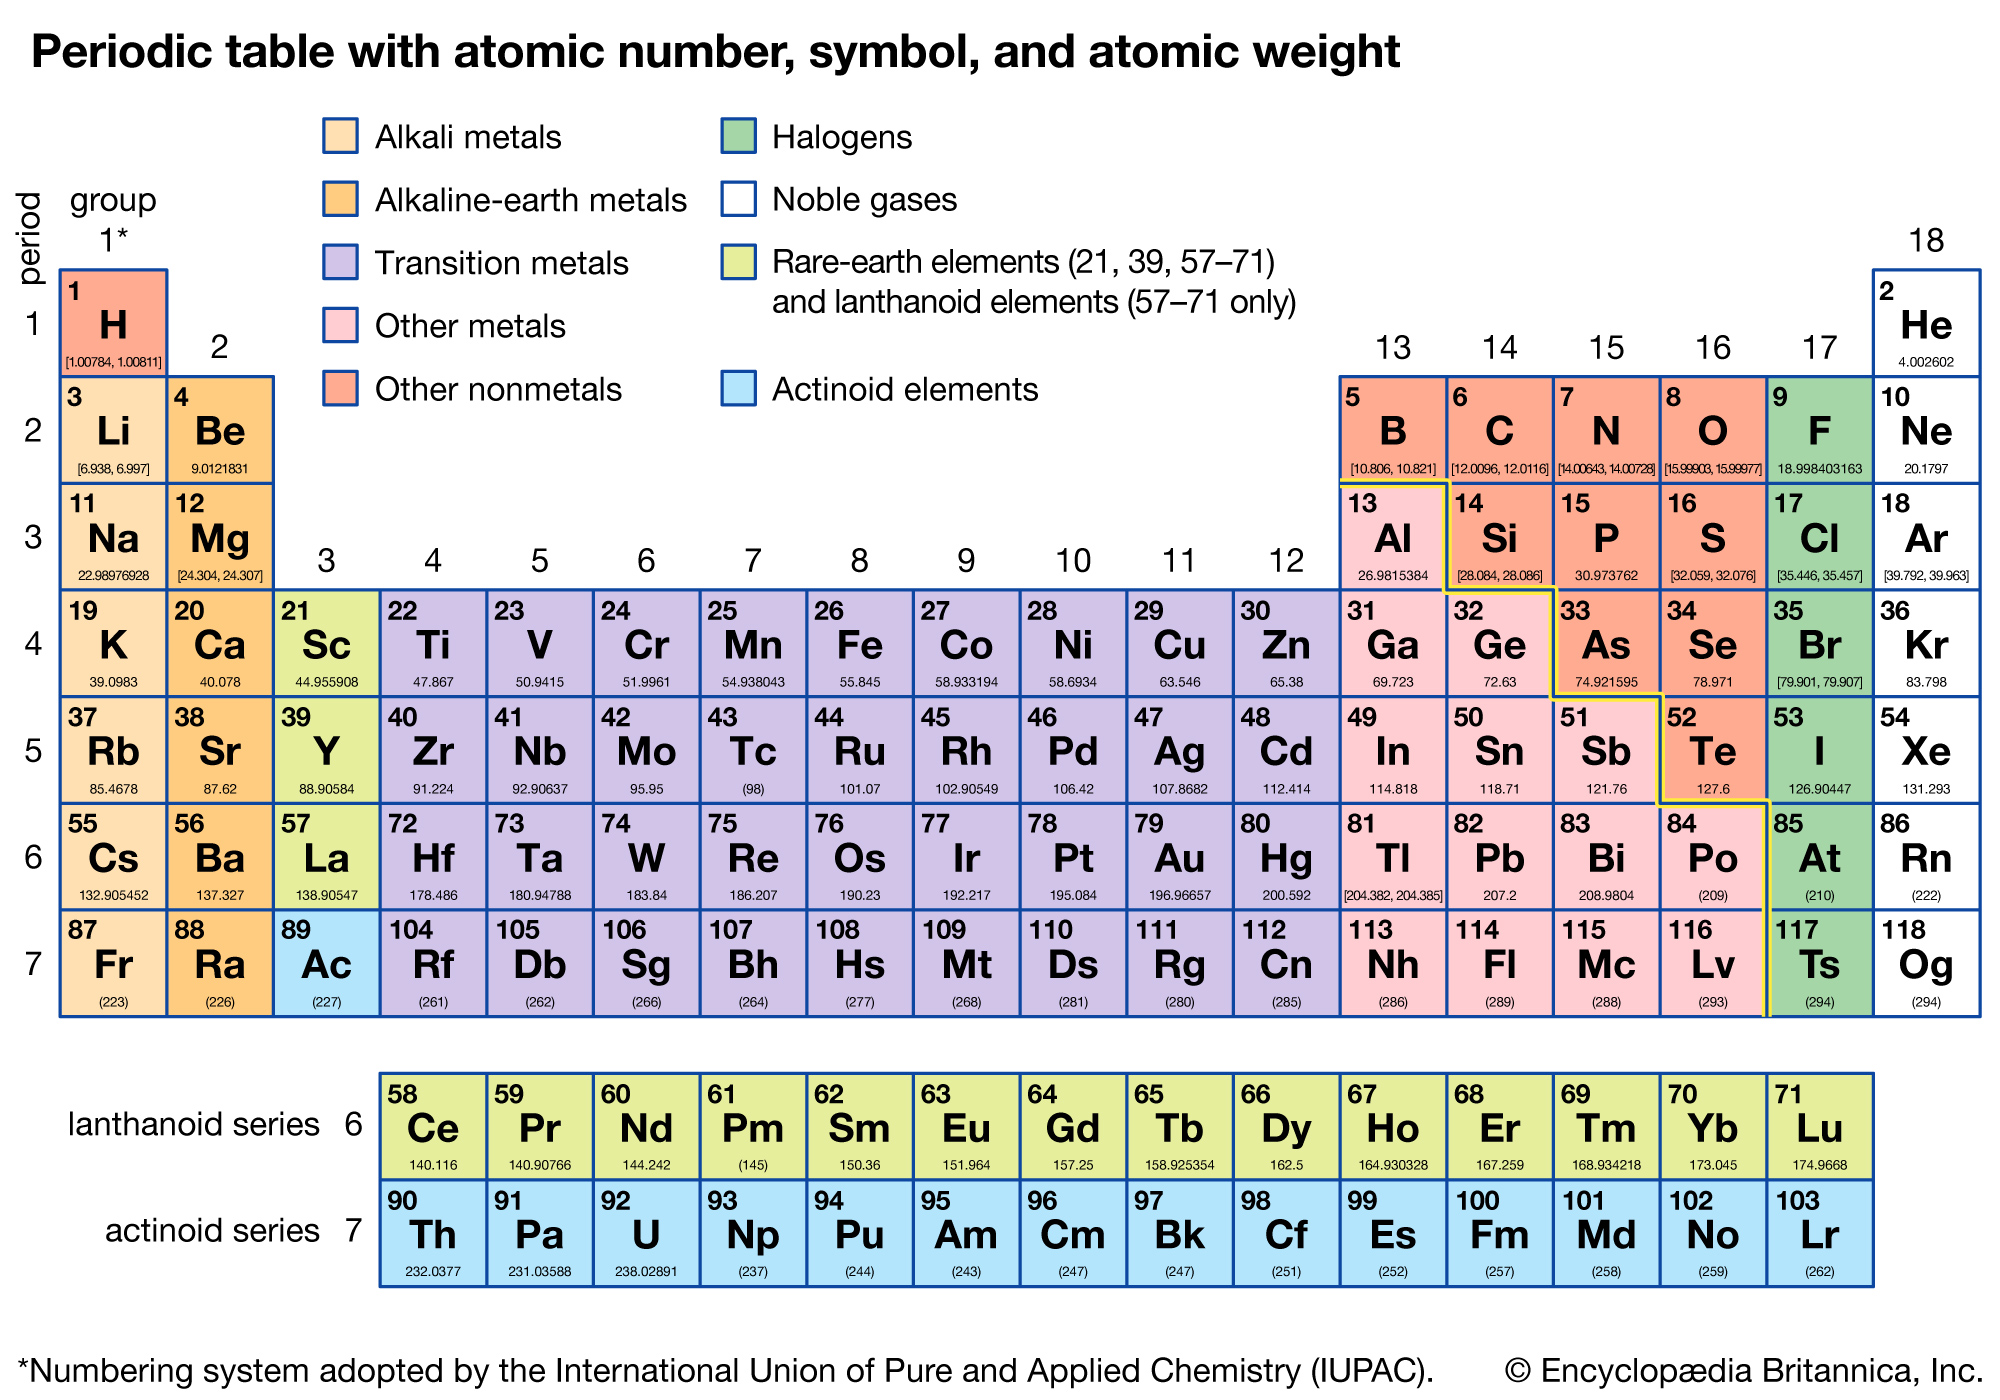 Periodic table with atomic number, symbol, and atomic weight
Alkali metals
Alkaline-earth metals
Transition metals
Other metals
Other nonmetals
Halogens
Noble gases
Rare-earth elements (21, 39, 57–71)
and lanthanoid elements (57–71 only)
Actinoid elements
period
group
1* 2 3 4 5 6 7 8 9 10 11 12 13 14 15 16 17 18
1
1 H [1.00784, 1.00811]
2 He 4.002602
2
3 Li [6.938, 6.997]
4 Be 9.0121831
5 B [10.806, 10.821]
6 C [12.0096, 12.0116]
7 N [14.00643, 14.00728]
8 O [15.99903, 15.99977]
9 F 18.998403163
10 Ne 20.1797
3
11 Na 22.98976928
12 Mg [24.304, 24.307]
13 Al 26.9815384
14 Si [28.084, 28.086]
15 P 30.973762
16 S [32.059, 32.076]
17 Cl [35.446, 35.457]
18 Ar [39.792, 39.963]
4
19 K 39.0983
20 Ca 40.078
21 Sc 44.955908
22 Ti 47.867
23 V 50.9415
24 Cr 51.9961
25 Mn 54.938043
26 Fe 55.845
27 Co 58.933194
28 Ni 58.6934
29 Cu 63.546
30 Zn 65.38
31 Ga 69.723
32 Ge 72.63
33 As 74.921595
34 Se 78.971
35 Br [79.901, 79.907]
36 Kr 83.798
5
37 Rb 85.4678
38 Sr 87.62
39 Y 88.90584
40 Zr 91.224
41 Nb 92.90637
42 Mo 95.95
43 Tc (98)
44 Ru 101.07
45 Rh 102.90549
46 Pd 106.42
47 Ag 107.8682
48 Cd 112.414
49 In 114.818
50 Sn 118.71
51 Sb 121.76
52 Te 127.6
53 I 126.90447
54 Xe 131.293
6
55 Cs 132.905452
56 Ba 137.327
57 La 138.90547
72 Hf 178.486
73 Ta 180.94788
74 W 183.84
75 Re 186.207
76 Os 190.23
77 Ir 192.217
78 Pt 195.084
79 Au 196.96657
80 Hg 200.592
81 Tl [204.382, 204.385]
82 Pb 207.2
83 Bi 208.9804
84 Po (209)
85 At (210)
86 Rn (222)
7
87 Fr (223)
88 Ra (226)
89 Ac (227)
104 Rf (261)
105 Db (262)
106 Sg (266)
107 Bh (264)
108 Hs (277)
109 Mt (268)
110 Ds (281)
111 Rg (280)
112 Cn (285)
113 Nh (286)
114 Fl (289)
115 Mc (288)
116 Lv (293)
117 Ts (294)
118 Og (294)
lanthanoid series 6
58 Ce 140.116
59 Pr 140.90766
60 Nd 144.242
61 Pm (145)
62 Sm 150.36
63 Eu 151.964
64 Gd 157.25
65 Tb 158.925354
66 Dy 162.5
67 Ho 164.930328
68 Er 167.259
69 Tm 168.934218
70 Yb 173.045
71 Lu 174.9668
actinoid series 7
90 Th 232.0377
91 Pa 231.03588
92 U 238.02891
93 Np (237)
94 Pu (244)
95 Am (243)
96 Cm (247)
97 Bk (247)
98 Cf (251)
99 Es (252)
100 Fm (257)
101 Md (258)
102 No (259)
103 Lr (262)
*Numbering system adopted by the International Union of Pure and Applied Chemistry (IUPAC).
© Encyclopædia Britannica, Inc.